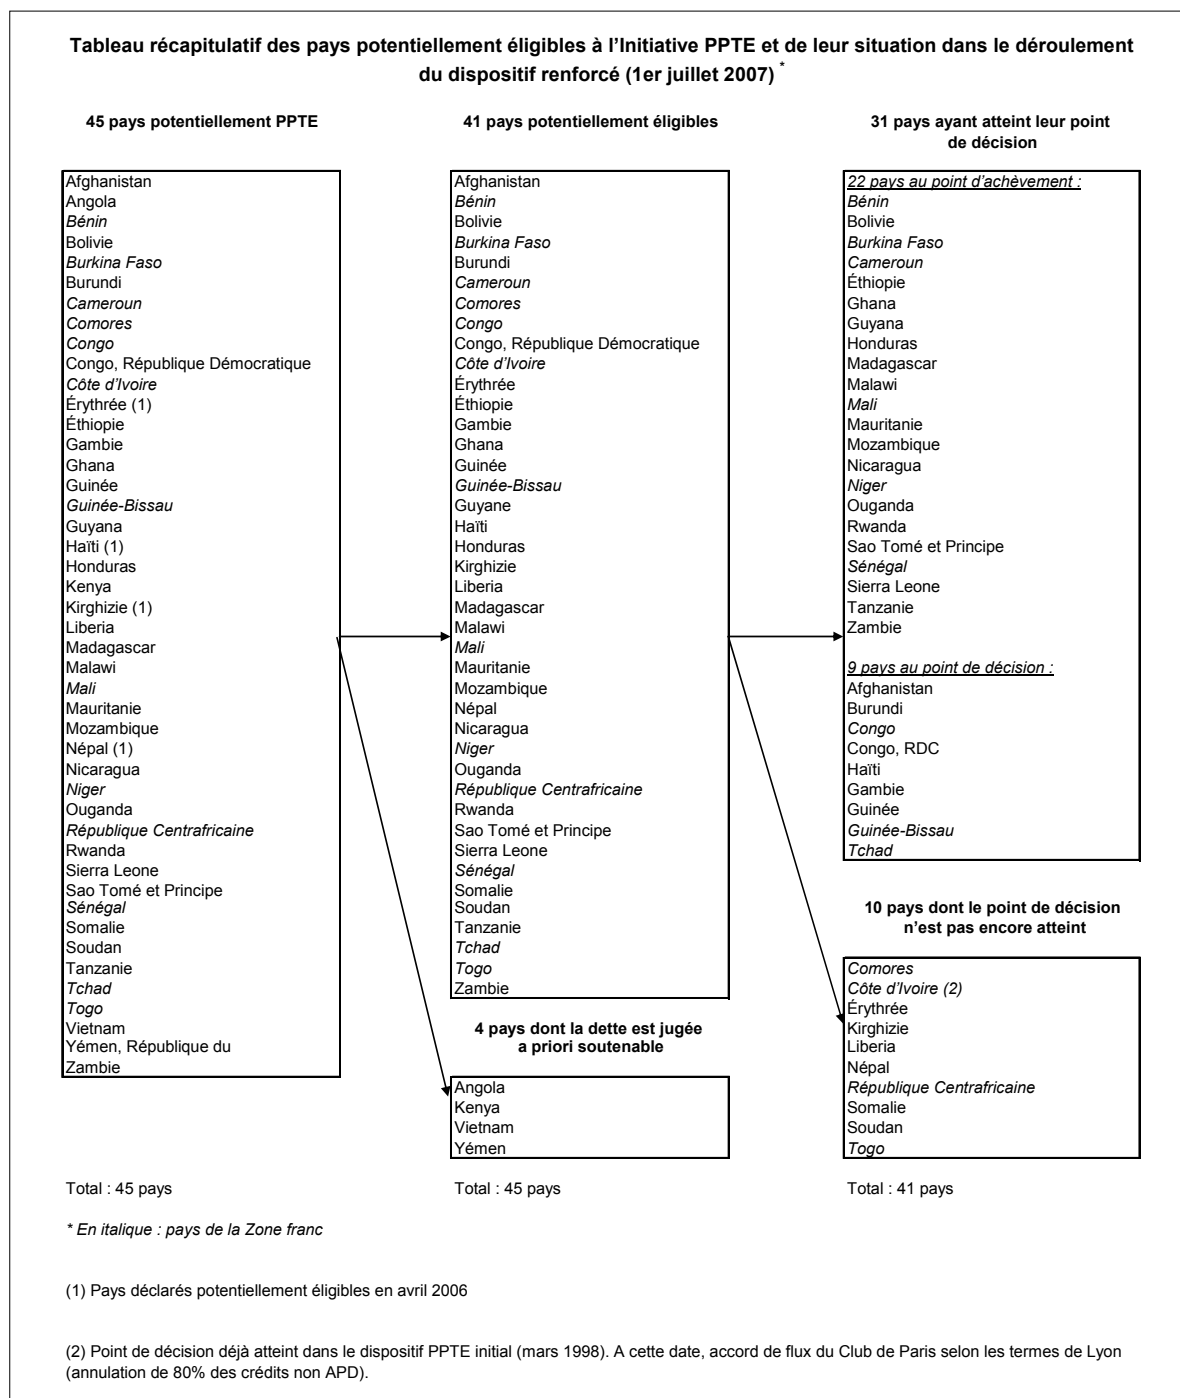 Tableau récapitulatif des pays potentiellement éligibles à l’Initiative PPTE et de leur situation dans le déroulement
du dispositif renforcé (1er juillet 2007) *
45 pays potentiellement PPTE
Afghanistan
Angola
Bénin
Bolivie
Burkina Faso
Burundi
Cameroun
Comores
Congo
Congo, République Démocratique
Côte d’Ivoire
Érythrée (1)
Éthiopie
Gambie
Ghana
Guinée
Guinée-Bissau
Guyana
Haïti (1)
Honduras
Kenya
Kirghizie (1)
Liberia
Madagascar
Malawi
Mali
Mauritanie
Mozambique
Népal (1)
Nicaragua
Niger
Ouganda
République Centrafricaine
Rwanda
Sierra Leone
Sao Tomé et Principe
Sénégal
Somalie
Soudan
Tanzanie
Tchad
Togo
Vietnam
Yémen, République du
Zambie
Total : 45 pays
41 pays potentiellement éligibles
Afghanistan
Bénin
Bolivie
Burkina Faso
Burundi
Cameroun
Comores
Congo
Congo, République Démocratique
Côte d’Ivoire
Érythrée
Éthiopie
Gambie
Ghana
Guinée
Guinée-Bissau
Guyane
Haïti
Honduras
Kirghizie
Liberia
Madagascar
Malawi
Mali
Mauritanie
Mozambique
Népal
Nicaragua
Niger
Ouganda
République Centrafricaine
Rwanda
Sao Tomé et Principe
Sierra Leone
Sénégal
Somalie
Soudan
Tanzanie
Tchad
Togo
Zambie
4 pays dont la dette est jugée
a priori soutenable
Angola
Kenya
Vietnam
Yémen
Total : 45 pays
31 pays ayant atteint leur point
de décision
22 pays au point d’achèvement :
Bénin
Bolivie
Burkina Faso
Cameroun
Éthiopie
Ghana
Guyana
Honduras
Madagascar
Malawi
Mali
Mauritanie
Mozambique
Nicaragua
Niger
Ouganda
Rwanda
Sao Tomé et Principe
Sénégal
Sierra Leone
Tanzanie
Zambie
9 pays au point de décision :
Afghanistan
Burundi
Congo
Congo, RDC
Haïti
Gambie
Guinée
Guinée-Bissau
Tchad
10 pays dont le point de décision
n’est pas encore atteint
Comores
Côte d’Ivoire (2)
Érythrée
Kirghizie
Liberia
Népal
République Centrafricaine
Somalie
Soudan
Togo
Total : 41 pays
* En italique : pays de la Zone franc
(1) Pays déclarés potentiellement éligibles en avril 2006
(2) Point de décision déjà atteint dans le dispositif PPTE initial (mars 1998). A cette date, accord de flux du Club de Paris selon les termes de Lyon
(annulation de 80% des crédits non APD).